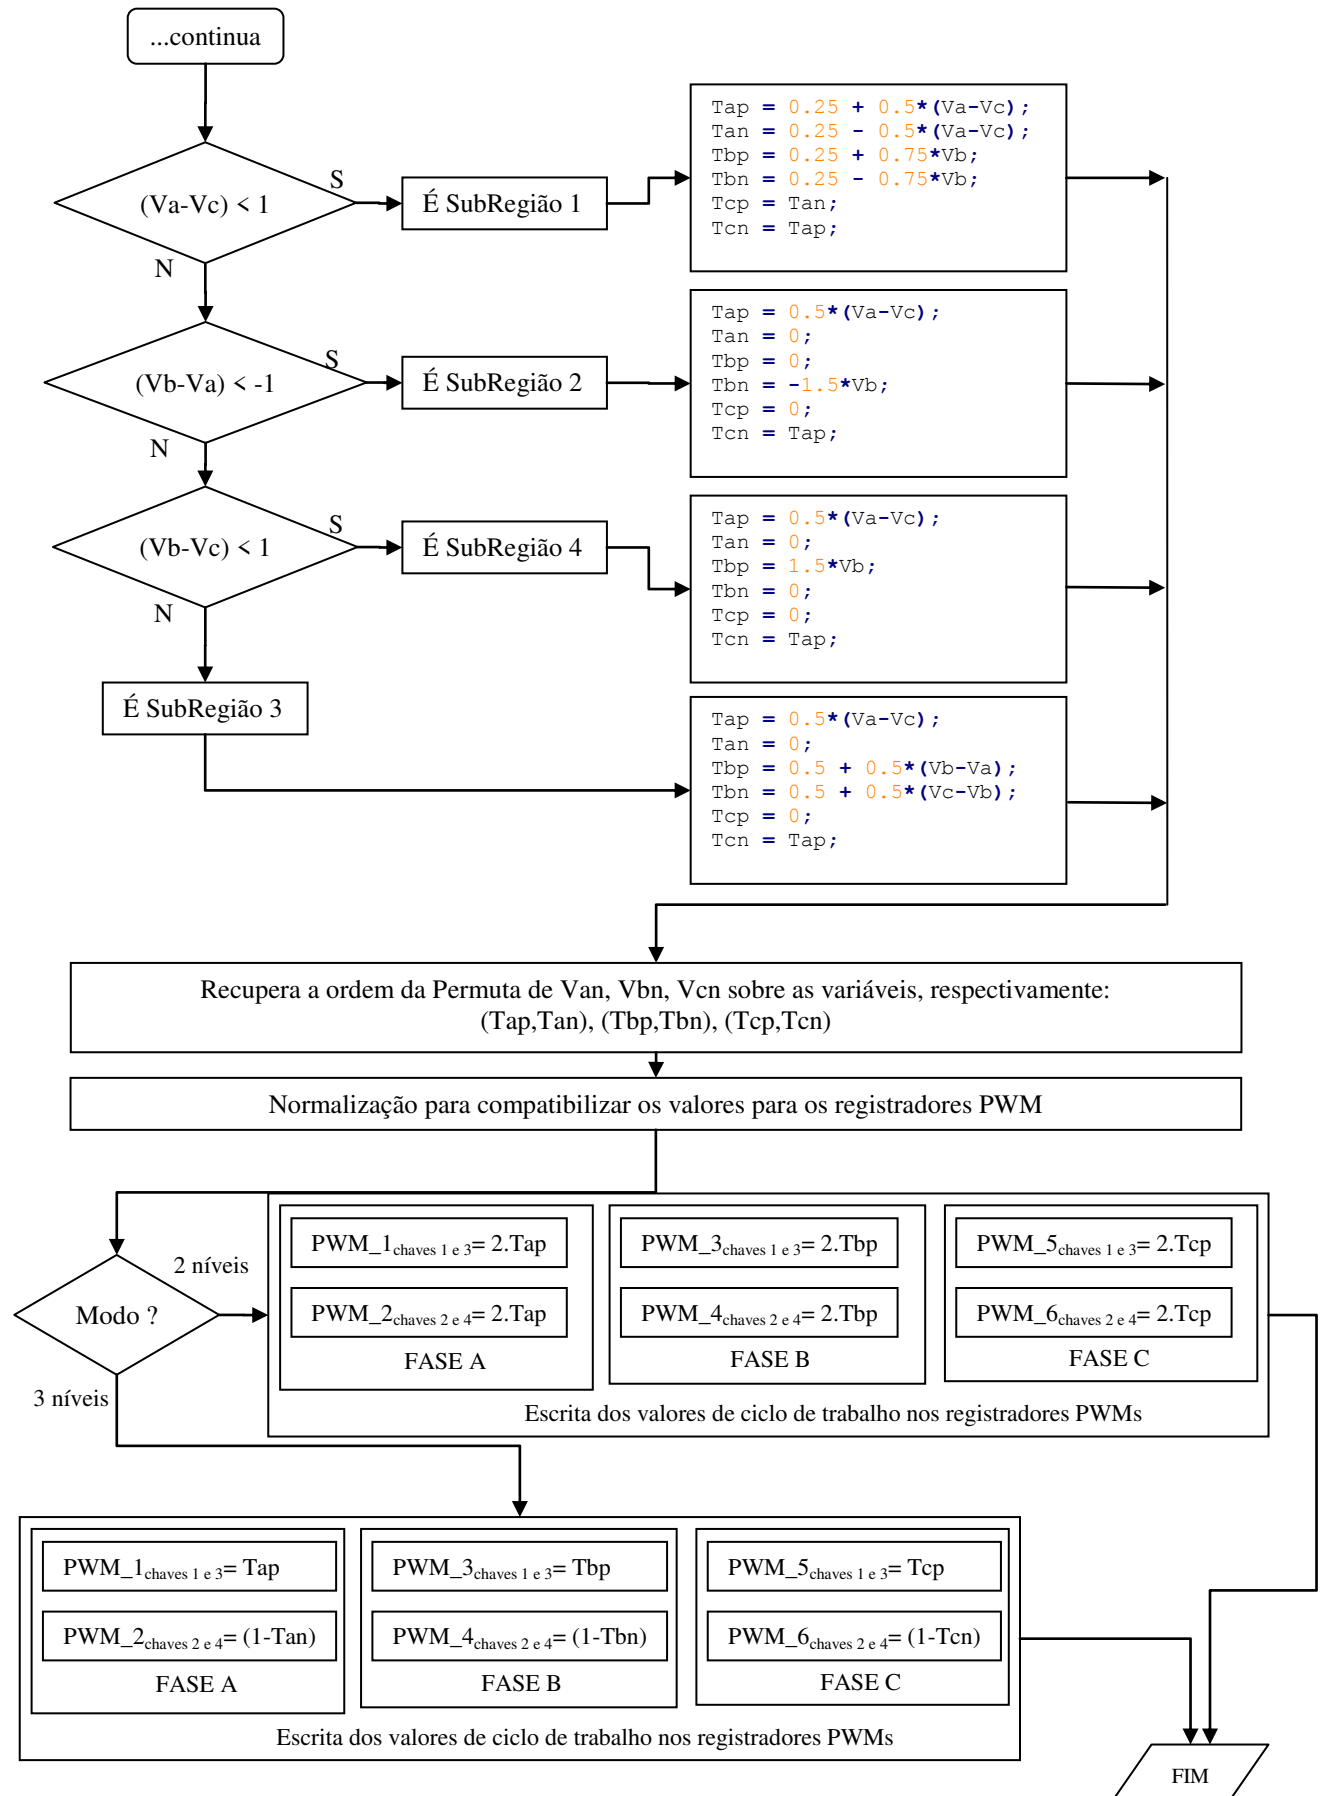 ...continua
(Va-Vc) < 1
S
N
É SubRegião 1
Tap = 0.25 + 0.5*(Va-Vc);
Tan = 0.25 - 0.5*(Va-Vc);
Tbp = 0.25 + 0.75*Vb;
Tbn = 0.25 - 0.75*Vb;
Tcp = Tan;
Tcn = Tap;
(Vb-Va) < -1
S
N
É SubRegião 2
Tap = 0.5*(Va-Vc);
Tan = 0;
Tbp = 0;
Tbn = -1.5*Vb;
Tcp = 0;
Tcn = Tap;
(Vb-Vc) < 1
S
N
É SubRegião 4
Tap = 0.5*(Va-Vc);
Tan = 0;
Tbp = 1.5*Vb;
Tbn = 0;
Tcp = 0;
Tcn = Tap;
É SubRegião 3
Tap = 0.5*(Va-Vc);
Tan = 0;
Tbp = 0.5 + 0.5*(Vb-Va);
Tbn = 0.5 + 0.5*(Vc-Vb);
Tcp = 0;
Tcn = Tap;
Recupera a ordem da Permuta de Van, Vbn, Vcn sobre as variáveis, respectivamente:
(Tap,Tan), (Tbp,Tbn), (Tcp,Tcn)
Normalização para compatibilizar os valores para os registradores PWM
Modo ?
2 níveis
3 níveis
PWM_1chaves 1 e 3= 2.Tap
PWM_2chaves 2 e 4= 2.Tap
FASE A
PWM_3chaves 1 e 3= 2.Tbp
PWM_4chaves 2 e 4= 2.Tbp
FASE B
PWM_5chaves 1 e 3= 2.Tcp
PWM_6chaves 2 e 4= 2.Tcp
FASE C
Escrita dos valores de ciclo de trabalho nos registradores PWMs
PWM_1chaves 1 e 3= Tap
PWM_2chaves 2 e 4= (1-Tan)
FASE A
PWM_3chaves 1 e 3= Tbp
PWM_4chaves 2 e 4= (1-Tbn)
FASE B
PWM_5chaves 1 e 3= Tcp
PWM_6chaves 2 e 4= (1-Tcn)
FASE C
Escrita dos valores de ciclo de trabalho nos registradores PWMs
FIM